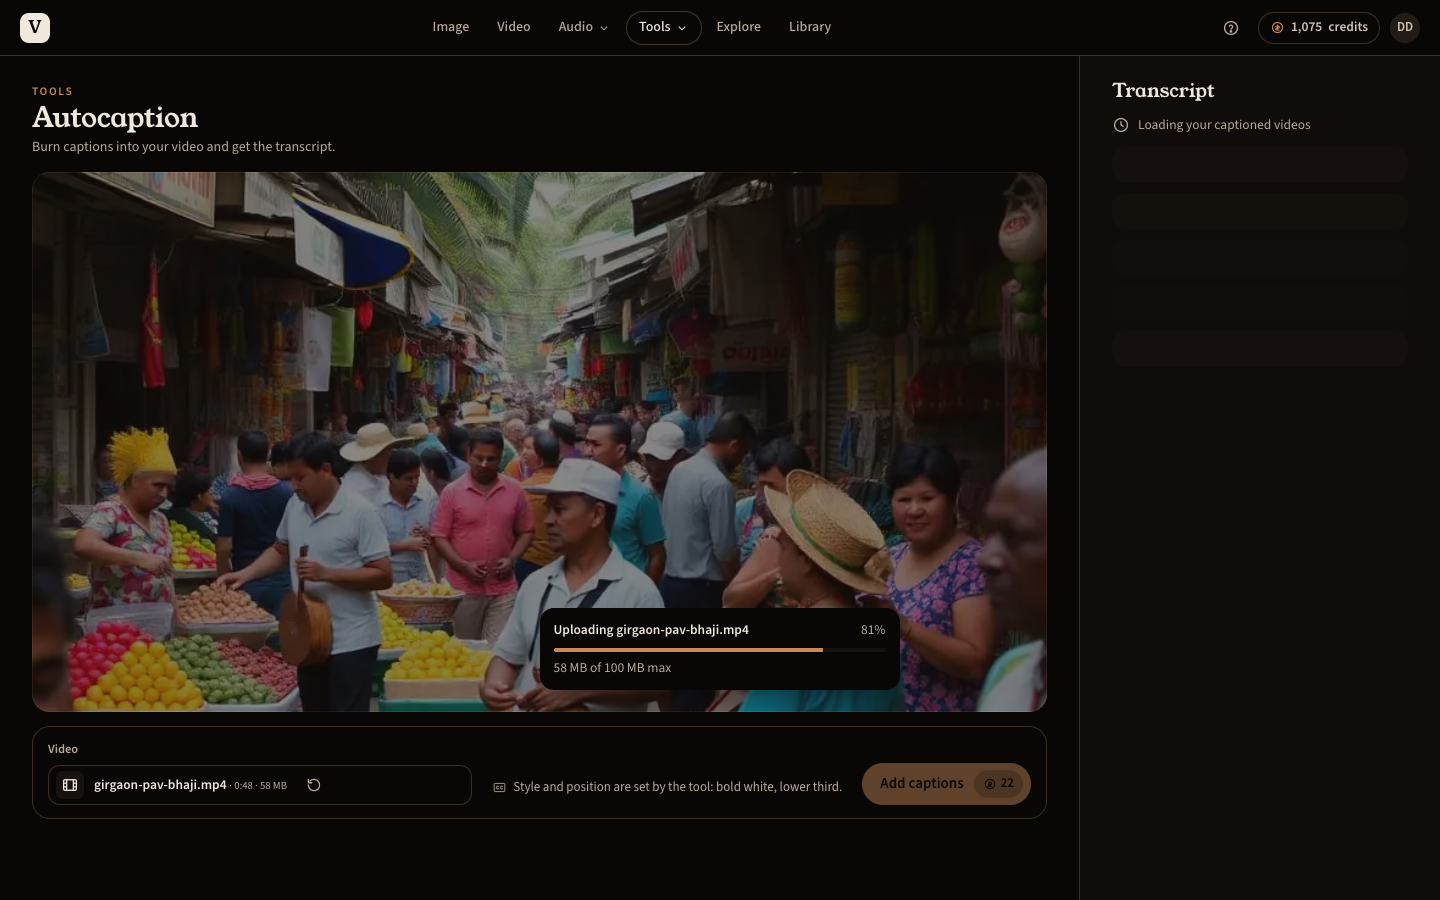 V
Image
Video
Audio
Tools
Explore
Library
1,075 credits
DD
TOOLS
Autocaption
Burn captions into your video and get the transcript.
Uploading girgaon-pav-bhaji.mp4
81%
58 MB of 100 MB max
Video
girgaon-pav-bhaji.mp4 · 0:48 · 58 MB
Style and position are set by the tool: bold white, lower third.
Add captions
22
Transcript
Loading your captioned videos